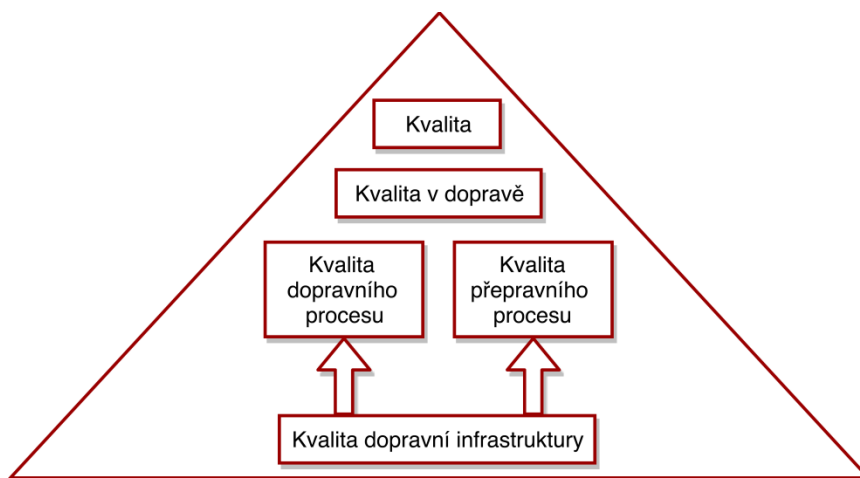 Kvalita
Kvalita v dopravě
Kvalita
dopravního
procesu
Kvalita
přepravního
procesu
Kvalita dopravní infrastruktury